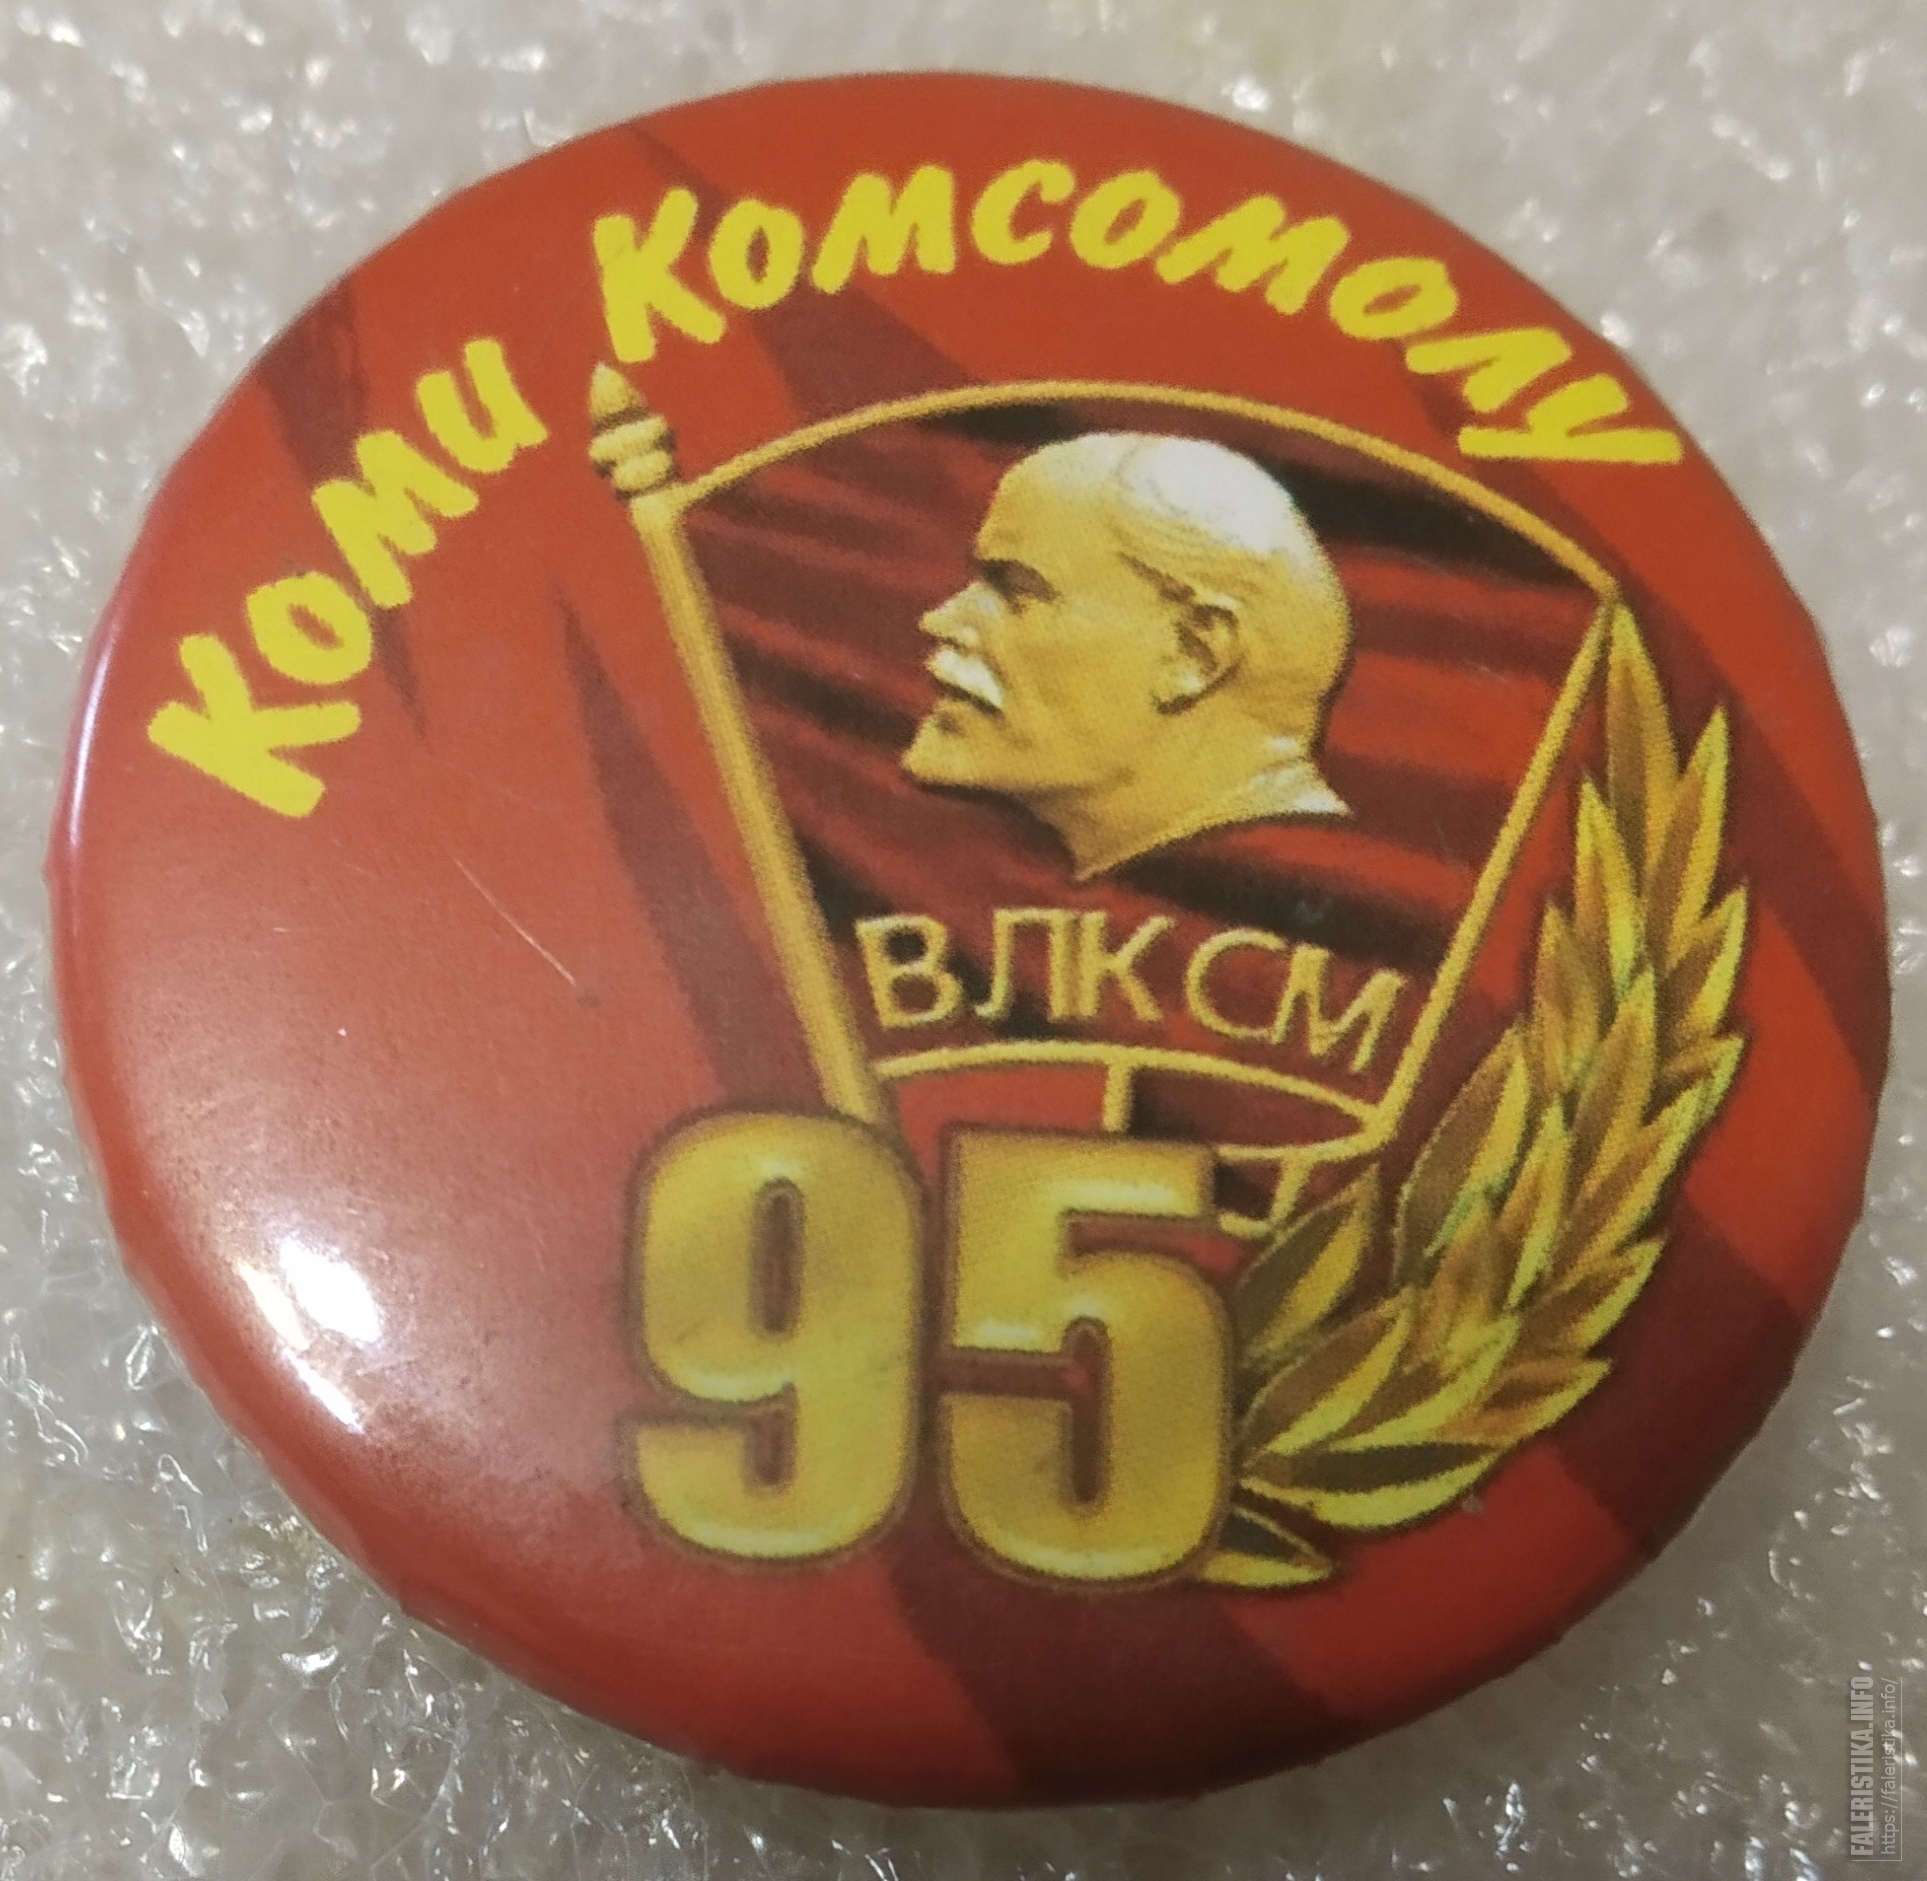 Коми Комсомолу
ВЛКСМ
95
FALERISTIKA.INFO
https://faleristika.info/